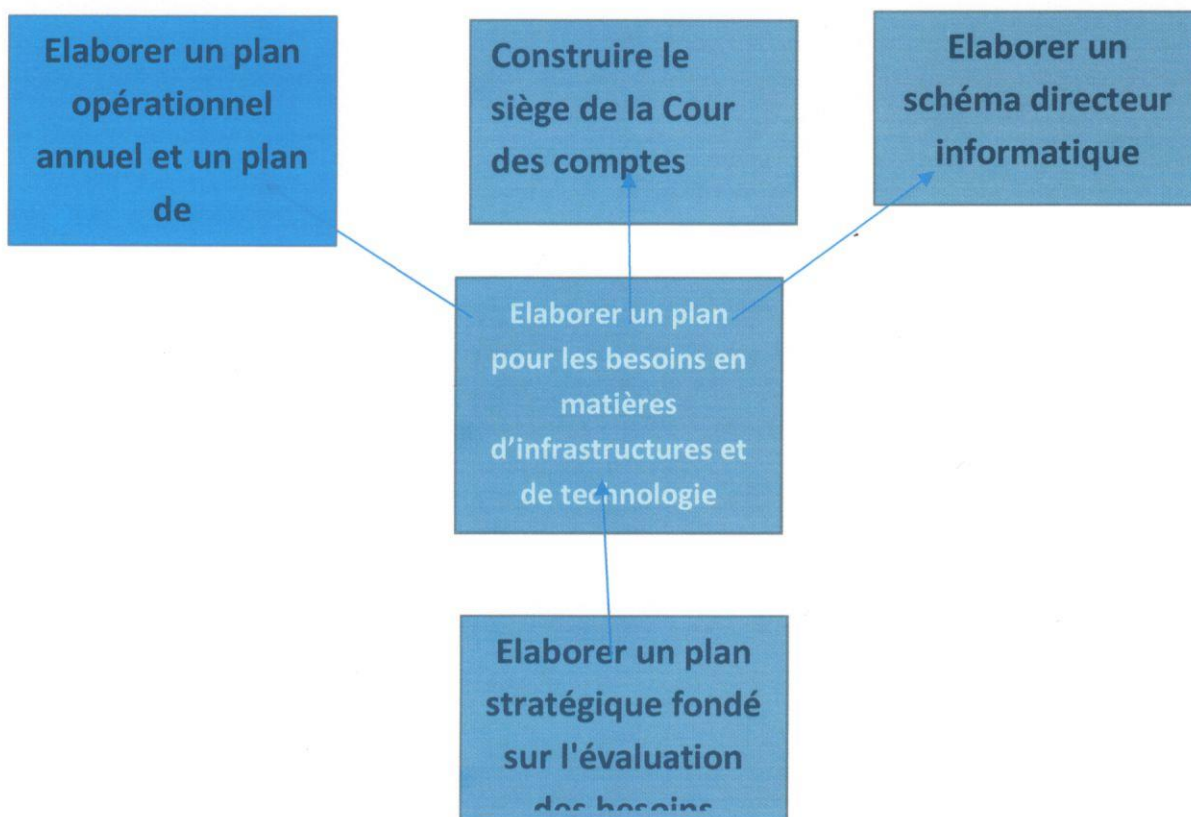 Elaborer un plan
opérationnel
annuel et un plan
de
Construire le
siège de la Cour
des comptes
Elaborer un
schéma directeur
informatique
Elaborer un plan
pour les besoins en
matières
d’infrastructures et
de technologie
Elaborer un plan
stratégique fondé
sur l'évaluation
des besoins